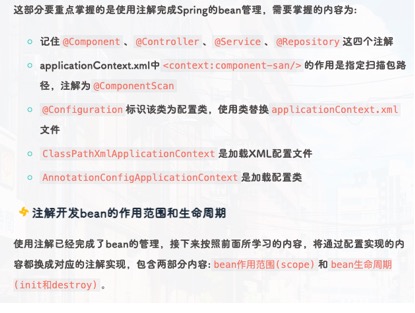 这部分要重点掌握的是使用注解完成Spring的bean管理，需要掌握的内容为:
记住 @Component 、 @Controller 、 @Service 、 @Repository 这四个注解
applicationContext.xml中 <context:component-san/> 的作用是指定扫描包路
径，注解为 @ComponentScan
@Configuration 标识该类为配置类，使用类替换 applicationContext.xml
文件
ClassPathXmlApplicationContext 是加载XML配置文件
AnnotationConfigApplicationContext 是加载配置类
注解开发bean的作用范围和生命周期
使用注解已经完成了bean的管理，接下来按照前面所学习的内容，将通过配置实现的内
容都换成对应的注解实现，包含两部分内容: bean作用范围(scope) 和 bean生命周期
(init和destroy) 。